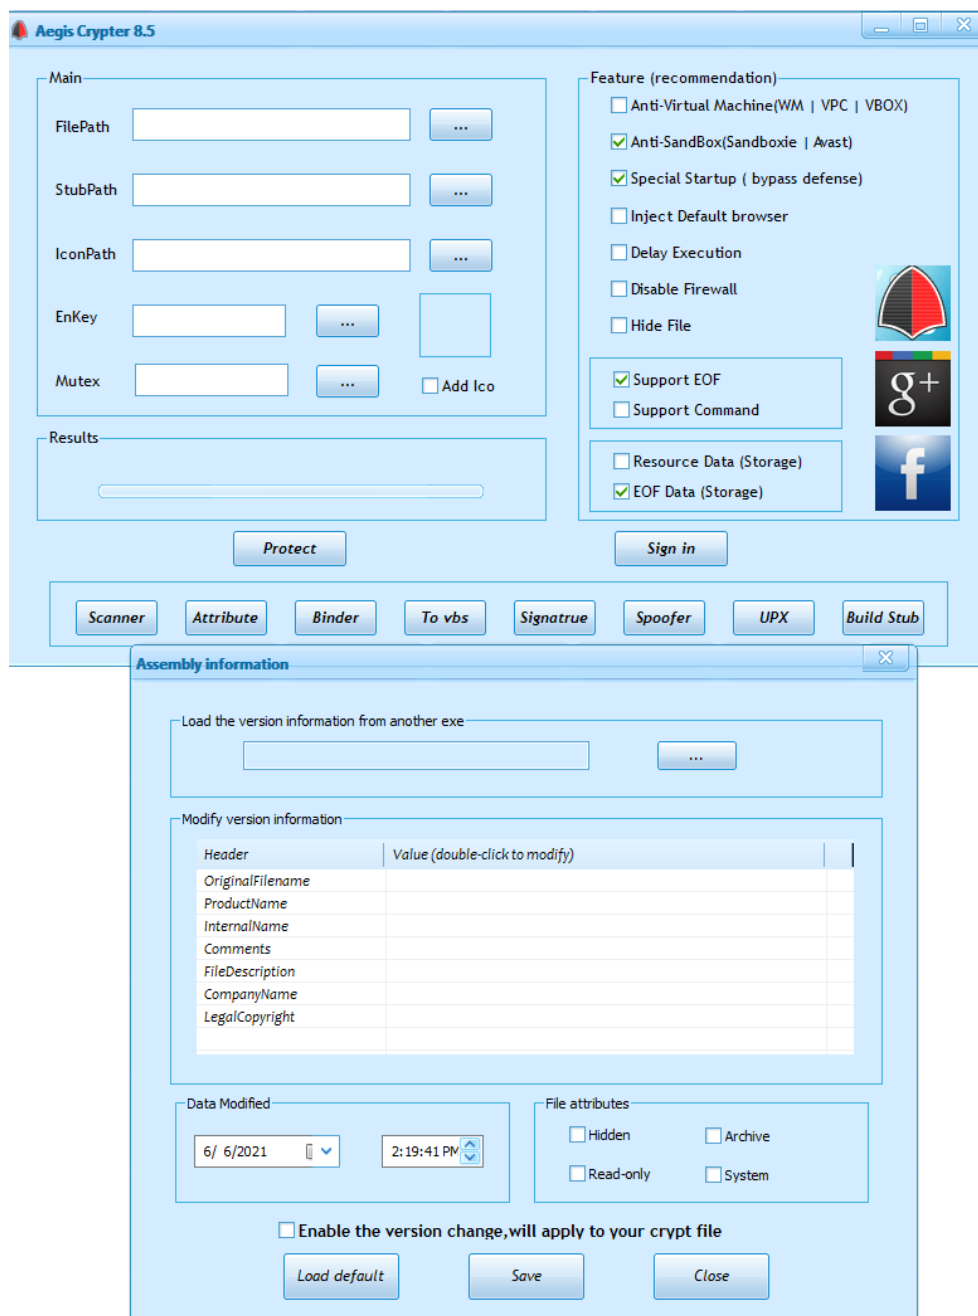 Aegis Crypter 8.5
Main
FilePath
...
StubPath
...
IconPath
...
EnKey
...
Mutex
...
Add Ico
Results
Feature (recommendation)
Anti-Virtual Machine(WM | VPC | VBOX)
Anti-SandBox(Sandboxie | Avast)
Special Startup ( bypass defense)
Inject Default browser
Delay Execution
Disable Firewall
Hide File
Support EOF
Support Command
Resource Data (Storage)
EOF Data (Storage)
g+
f
Protect
Sign in
Scanner
Attribute
Binder
To vbs
Signatrue
Spoofer
UPX
Build Stub
Assembly information
Load the version information from another exe
...
Modify version information
Header
Value (double-click to modify)
OriginalFilename
ProductName
InternalName
Comments
FileDescription
CompanyName
LegalCopyright
Data Modified
6/ 6/2021
2:19:41 PM
File attributes
Hidden
Archive
Read-only
System
Enable the version change,will apply to your crypt file
Load default
Save
Close